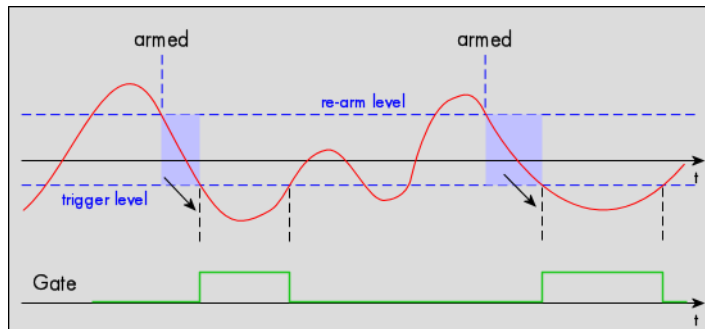 armed armed
re-arm level
t
trigger level
Gate
t